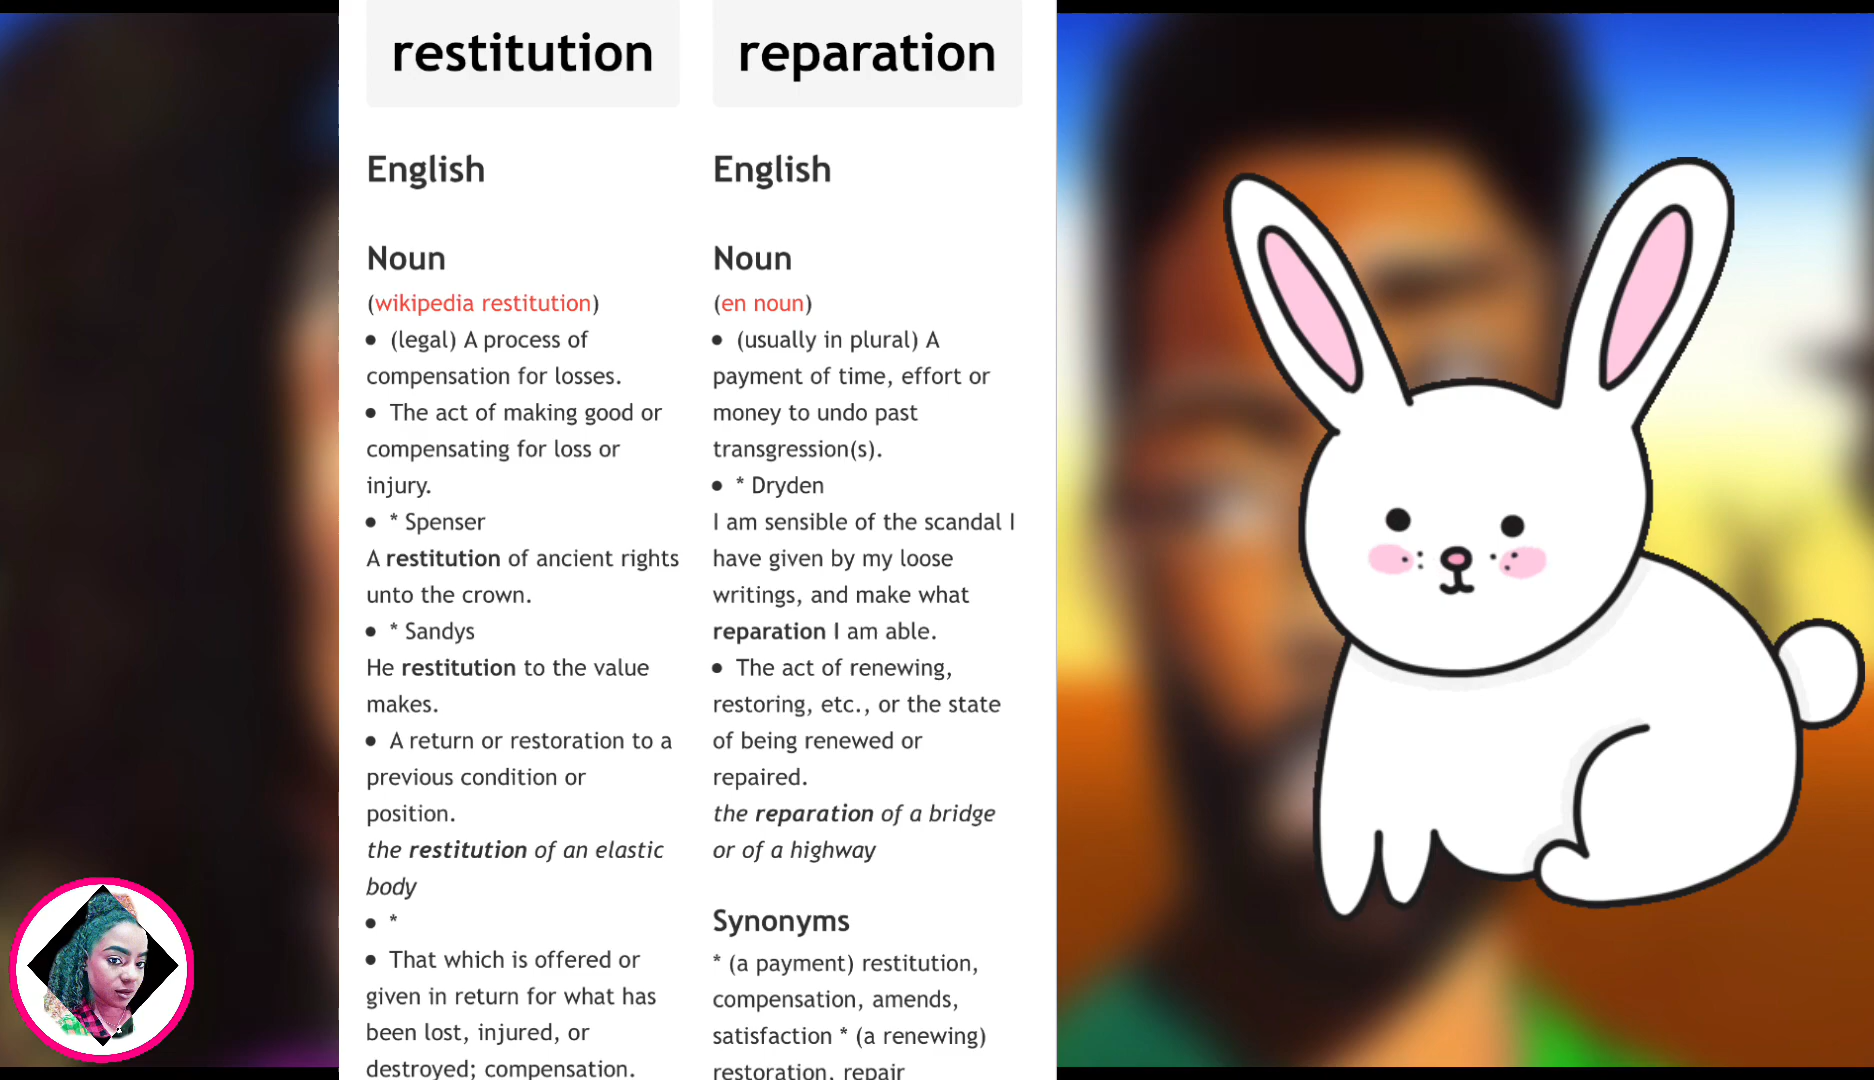 restitution
English
Noun
(wikipedia restitution)
• (legal) A process of
compensation for losses.
• The act of making good or
compensating for loss or
injury.
• * Spenser
A restitution of ancient rights
unto the crown.
• * Sandys
He restitution to the value
makes.
• A return or restoration to a
previous condition or
position.
the restitution of an elastic
body
• *
• That which is offered or
given in return for what has
been lost, injured, or
destroyed; compensation.
reparation
English
Noun
(en noun)
• (usually in plural) A
payment of time, effort or
money to undo past
transgression(s).
• * Dryden
I am sensible of the scandal I
have given by my loose
writings, and make what
reparation I am able.
• The act of renewing,
restoring, etc., or the state
of being renewed or
repaired.
the reparation of a bridge
or of a highway
Synonyms
* (a payment) restitution,
compensation, amends,
satisfaction * (a renewing)
restoration, repair